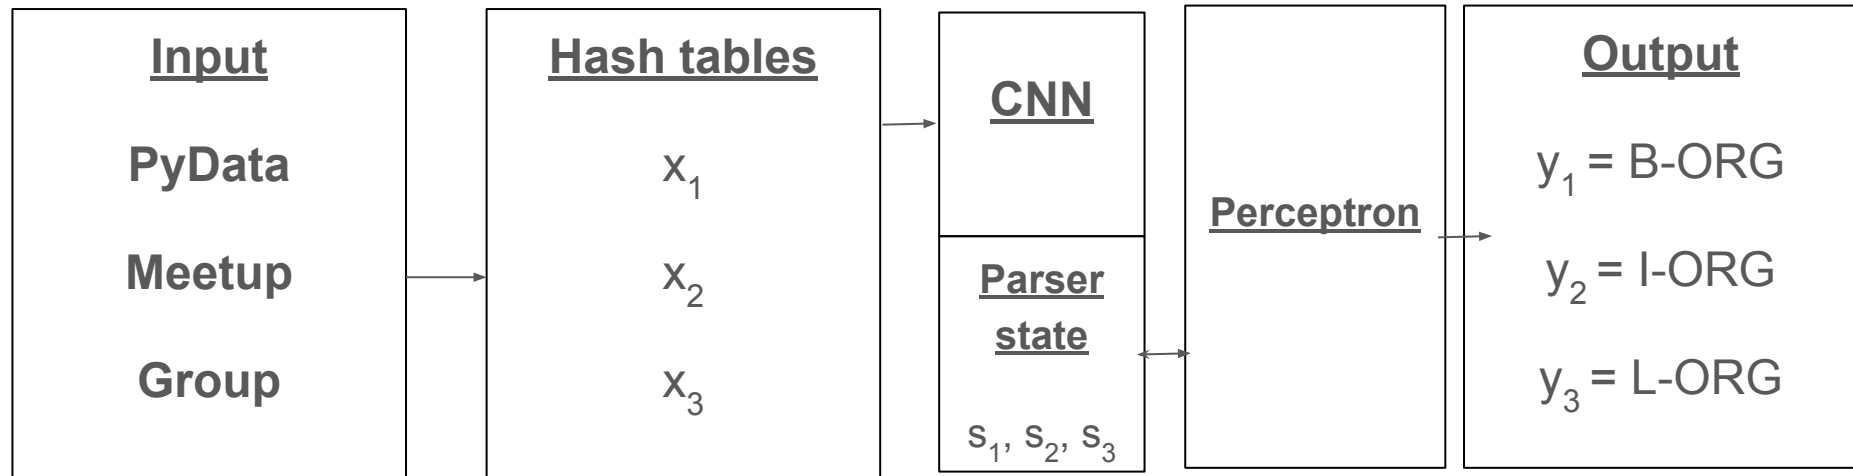 Input
PyData
Meetup
Group
Hash tables
x₁
x₂
x₃
CNN
Parser
state
s₁, s₂, s₃
Perceptron
Output
y₁ = B-ORG
y₂ = I-ORG
y₃ = L-ORG